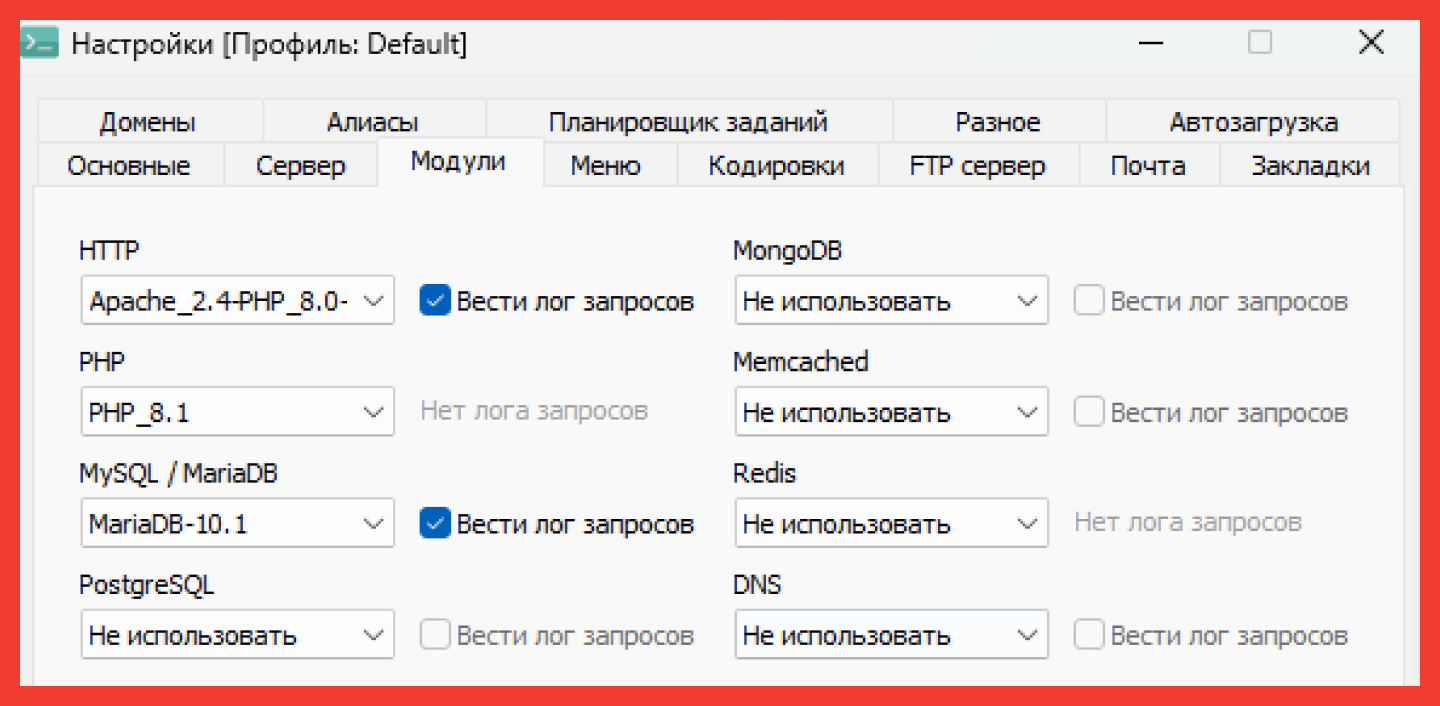 Настройки [Профиль: Default]
Домены Алиасы Планировщик заданий Разное Автозагрузка
Основные Сервер Модули Меню Кодировки FTP сервер Почта Закладки
HTTP MongoDB
Apache_2.4-PHP_8.0- Вести лог запросов Не использовать Вести лог запросов
PHP Memcached
PHP_8.1 Нет лога запросов Не использовать Вести лог запросов
MySQL / MariaDB Redis
MariaDB-10.1 Вести лог запросов Не использовать Нет лога запросов
PostgreSQL DNS
Не использовать Вести лог запросов Не использовать Вести лог запросов